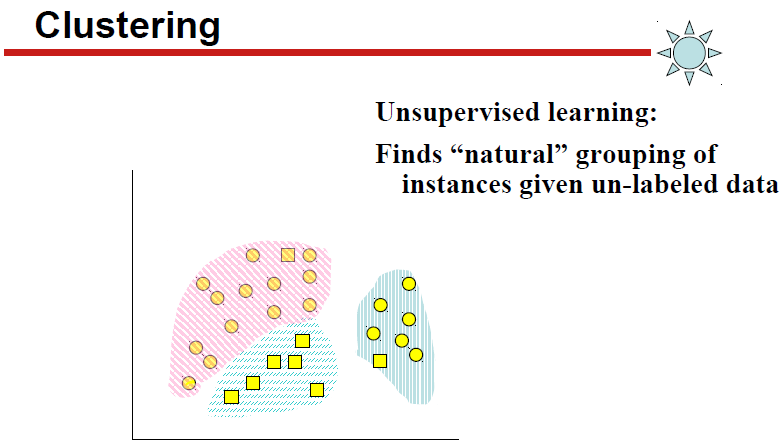 Clustering
Unsupervised learning:
Finds “natural” grouping of
instances given un-labeled data